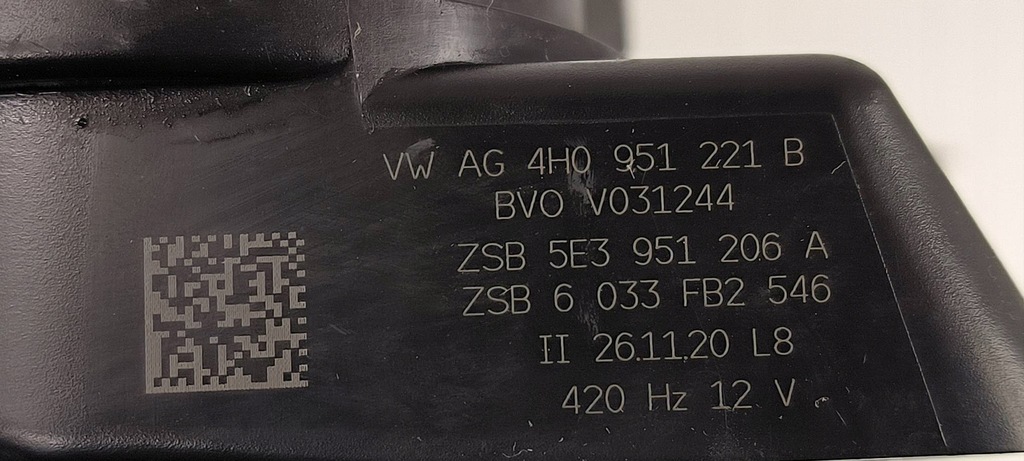 VW AG 4H0 951 221 B
BVO V031244
ZSB 5E3 951 206 A
ZSB 6 033 FB2 546
II 26.11.20 L8
420 Hz 12 V